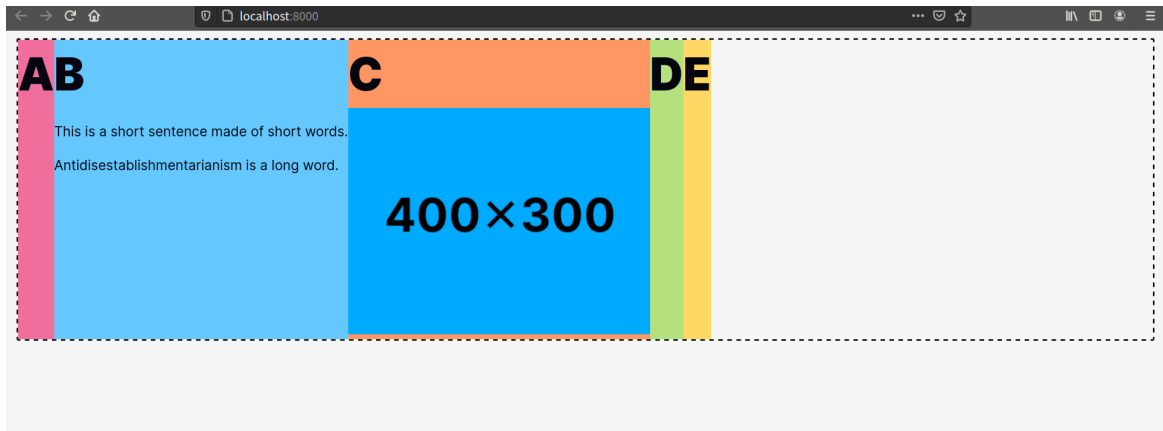 localhost:8000
A B C D E
This is a short sentence made of short words.
Antidisestablishmentarianism is a long word.
400×300